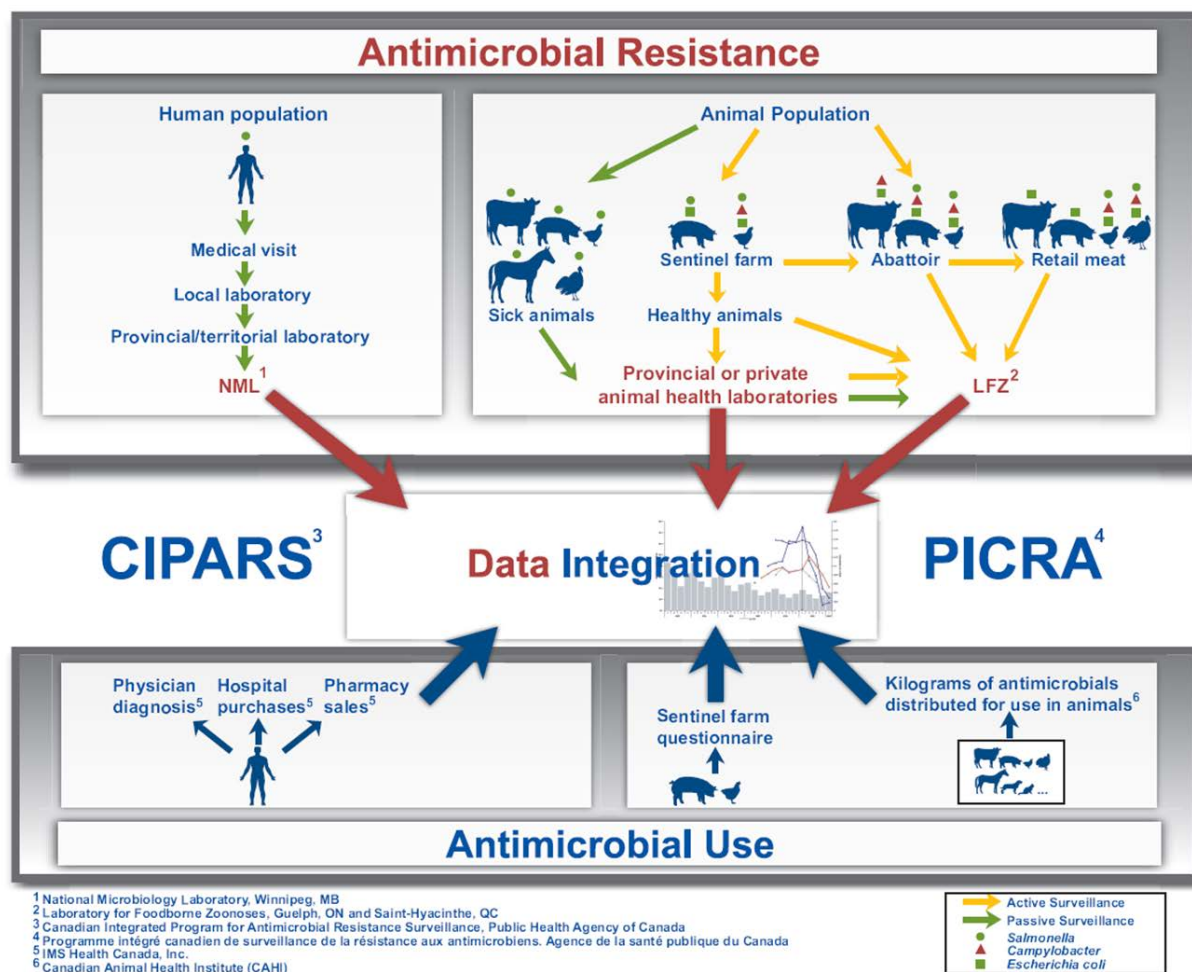 Antimicrobial Resistance
Human population
Medical visit
Local laboratory
Provincial/territorial laboratory
NML1
Animal Population
Sick animals
Sentinel farm
Abattoir
Retail meat
Healthy animals
Provincial or private
animal health laboratories
LFZ2
CIPARS3
Data Integration
PICRA4
Physician
diagnosis5
Hospital
purchases5
Pharmacy
sales5
Sentinel farm
questionnaire
Kilograms of antimicrobials
distributed for use in animals6
...
Antimicrobial Use
1 National Microbiology Laboratory, Winnipeg, MB
2 Laboratory for Foodborne Zoonoses, Guelph, ON and Saint-Hyacinthe, QC
3 Canadian Integrated Program for Antimicrobial Resistance Surveillance, Public Health Agency of Canada
4 Programme intégré canadien de surveillance de la résistance aux antimicrobiens. Agence de la santé publique du Canada
5 IMS Health Canada, Inc.
6 Canadian Animal Health Institute (CAHI)
Active Surveillance
Passive Surveillance
Salmonella
Campylobacter
Escherichia coli